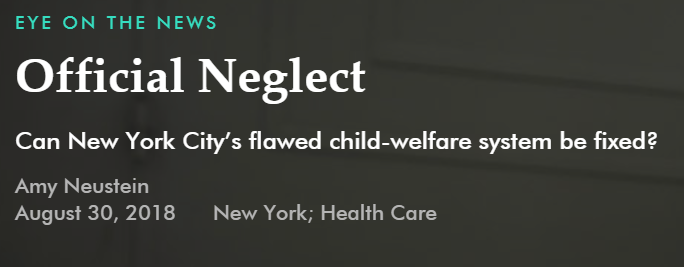 EYE ON THE NEWS
Official Neglect
Can New York City’s flawed child-welfare system be fixed?
Amy Neustein
August 30, 2018 New York; Health Care